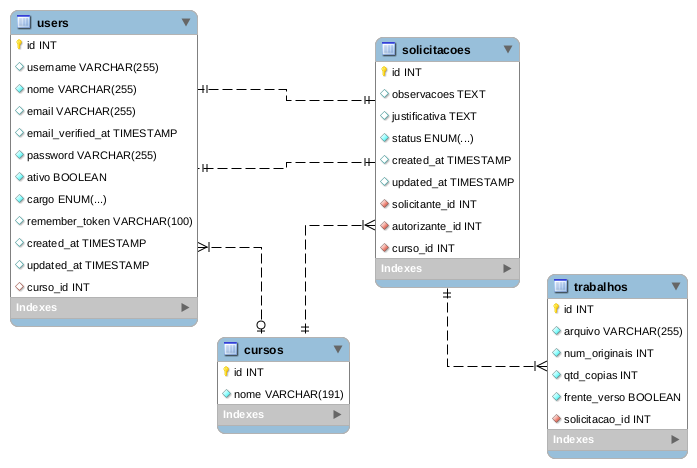 users
id INT
username VARCHAR(255)
nome VARCHAR(255)
email VARCHAR(255)
email_verified_at TIMESTAMP
password VARCHAR(255)
ativo BOOLEAN
cargo ENUM(...)
remember_token VARCHAR(100)
created_at TIMESTAMP
updated_at TIMESTAMP
curso_id INT
Indexes
solicitacoes
id INT
observacoes TEXT
justificativa TEXT
status ENUM(...)
created_at TIMESTAMP
updated_at TIMESTAMP
solicitante_id INT
autorizante_id INT
curso_id INT
Indexes
cursos
id INT
nome VARCHAR(191)
Indexes
trabalhos
id INT
arquivo VARCHAR(255)
num_originais INT
qtd_copias INT
frente_verso BOOLEAN
solicitacao_id INT
Indexes